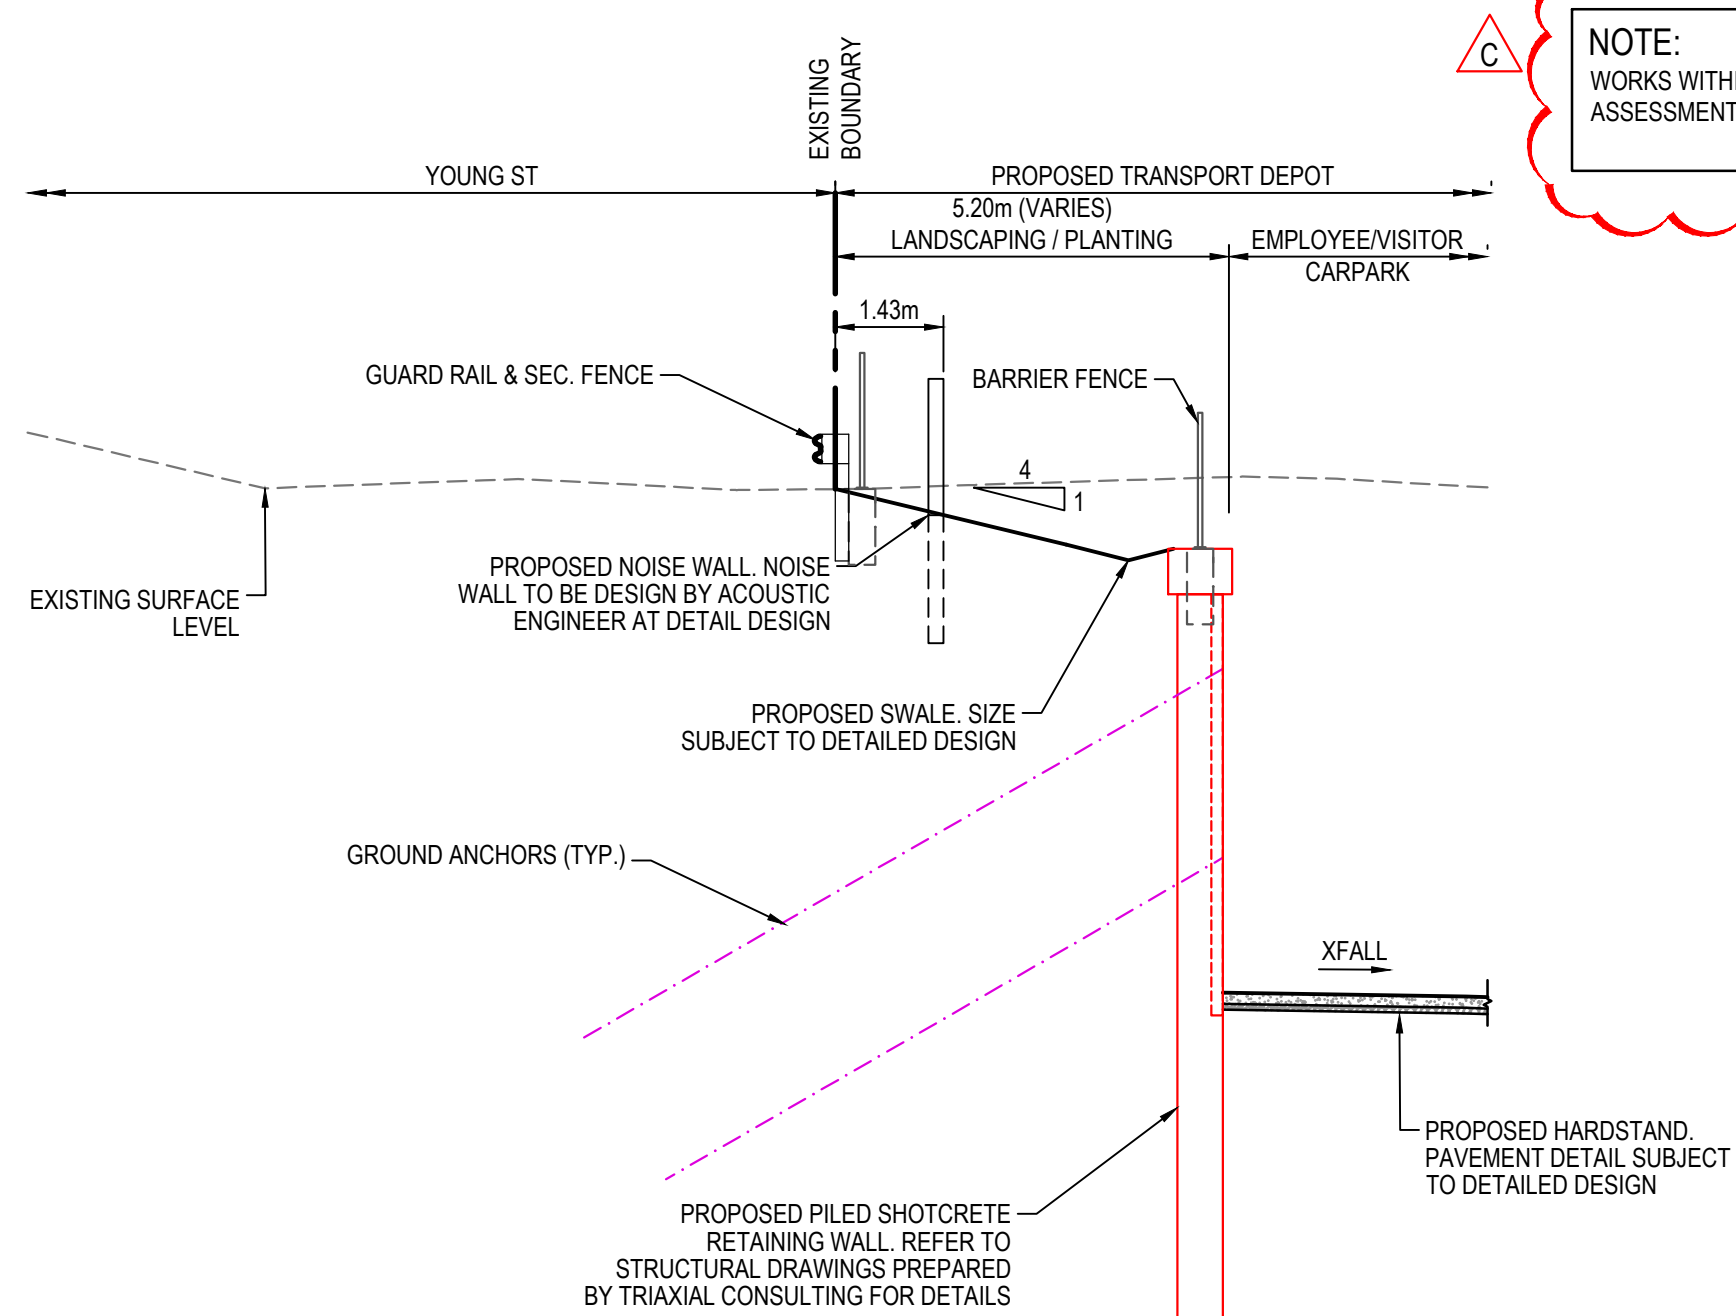 EXISTING
BOUNDARY
C
NOTE:
WORKS WITH
ASSESSMENT
YOUNG ST
PROPOSED TRANSPORT DEPOT
5.20m (VARIES)
LANDSCAPING / PLANTING
EMPLOYEE/VISITOR
CARPARK
1.43m
GUARD RAIL & SEC. FENCE
BARRIER FENCE
4
1
PROPOSED NOISE WALL. NOISE
WALL TO BE DESIGN BY ACOUSTIC
ENGINEER AT DETAIL DESIGN
EXISTING SURFACE
LEVEL
PROPOSED SWALE. SIZE
SUBJECT TO DETAILED DESIGN
GROUND ANCHORS (TYP.)
XFALL
PROPOSED HARDSTAND.
PAVEMENT DETAIL SUBJECT
TO DETAILED DESIGN
PROPOSED PILED SHOTCRETE
RETAINING WALL. REFER TO
STRUCTURAL DRAWINGS PREPARED
BY TRIAXIAL CONSULTING FOR DETAILS